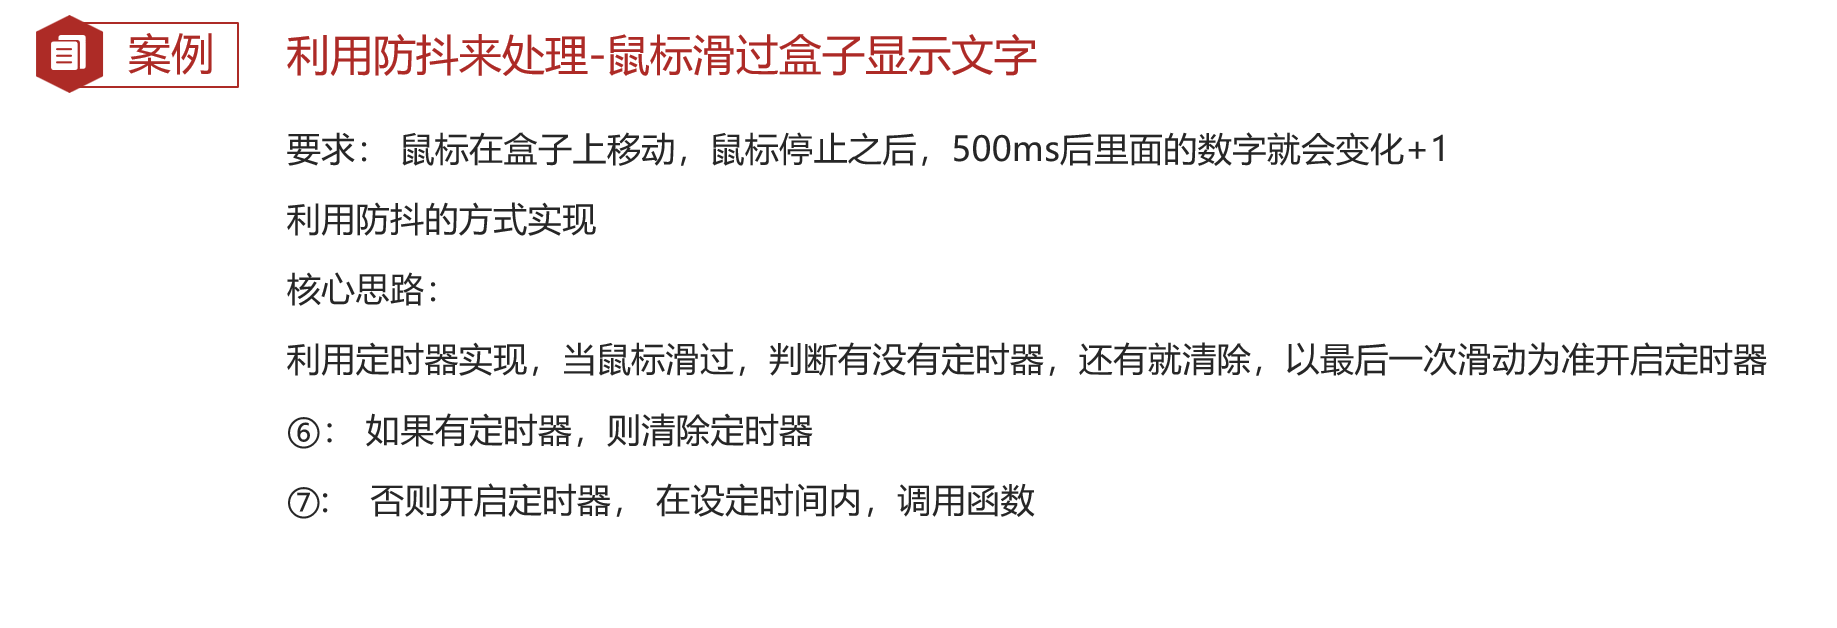 案例
利用防抖来处理-鼠标滑过盒子显示文字
要求： 鼠标在盒子上移动，鼠标停止之后，500ms后里面的数字就会变化+1
利用防抖的方式实现
核心思路：
利用定时器实现，当鼠标滑过，判断有没有定时器，还有就清除，以最后一次滑动为准开启定时器
⑥： 如果有定时器，则清除定时器
⑦： 否则开启定时器， 在设定时间内，调用函数